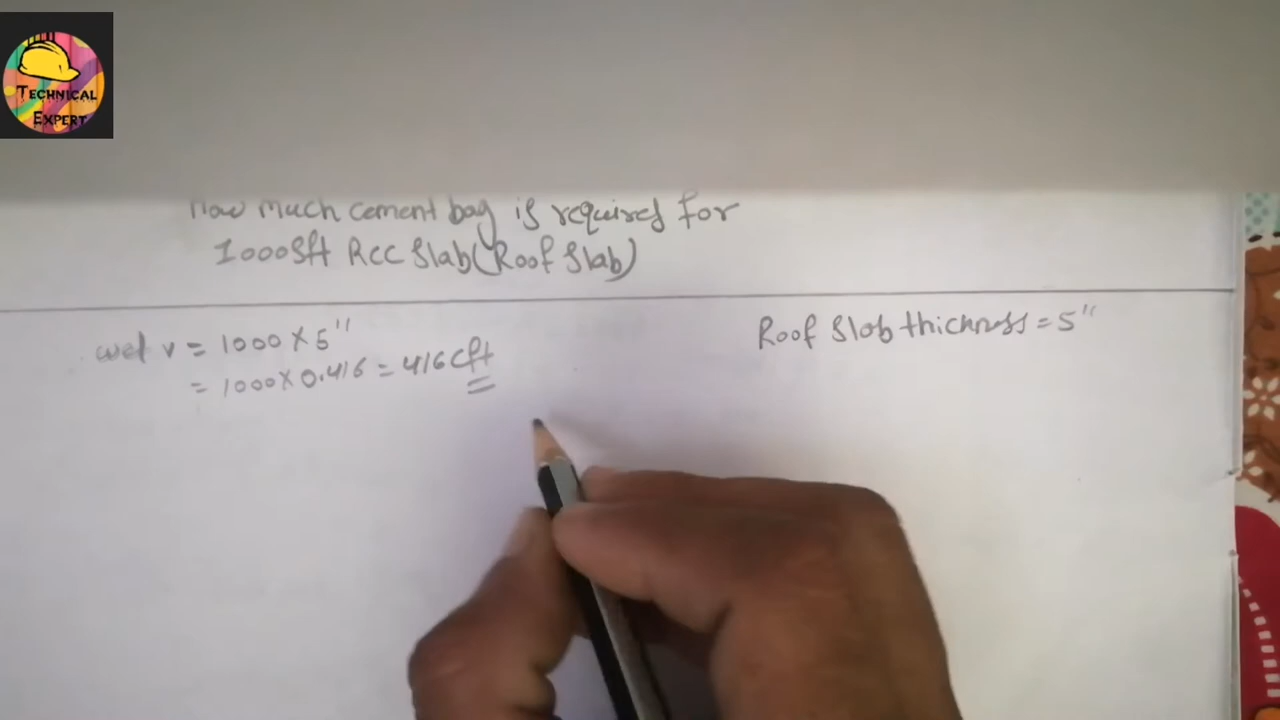 TECHNICAL
EXPERT
How much cement bag is required for
1000Sft RCC Slab (Roof Slab)
wet v = 1000 X 5"
= 1000 X 0.416 = 416 Cft
Roof Slab thickness = 5"